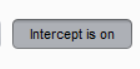 Intercept is on